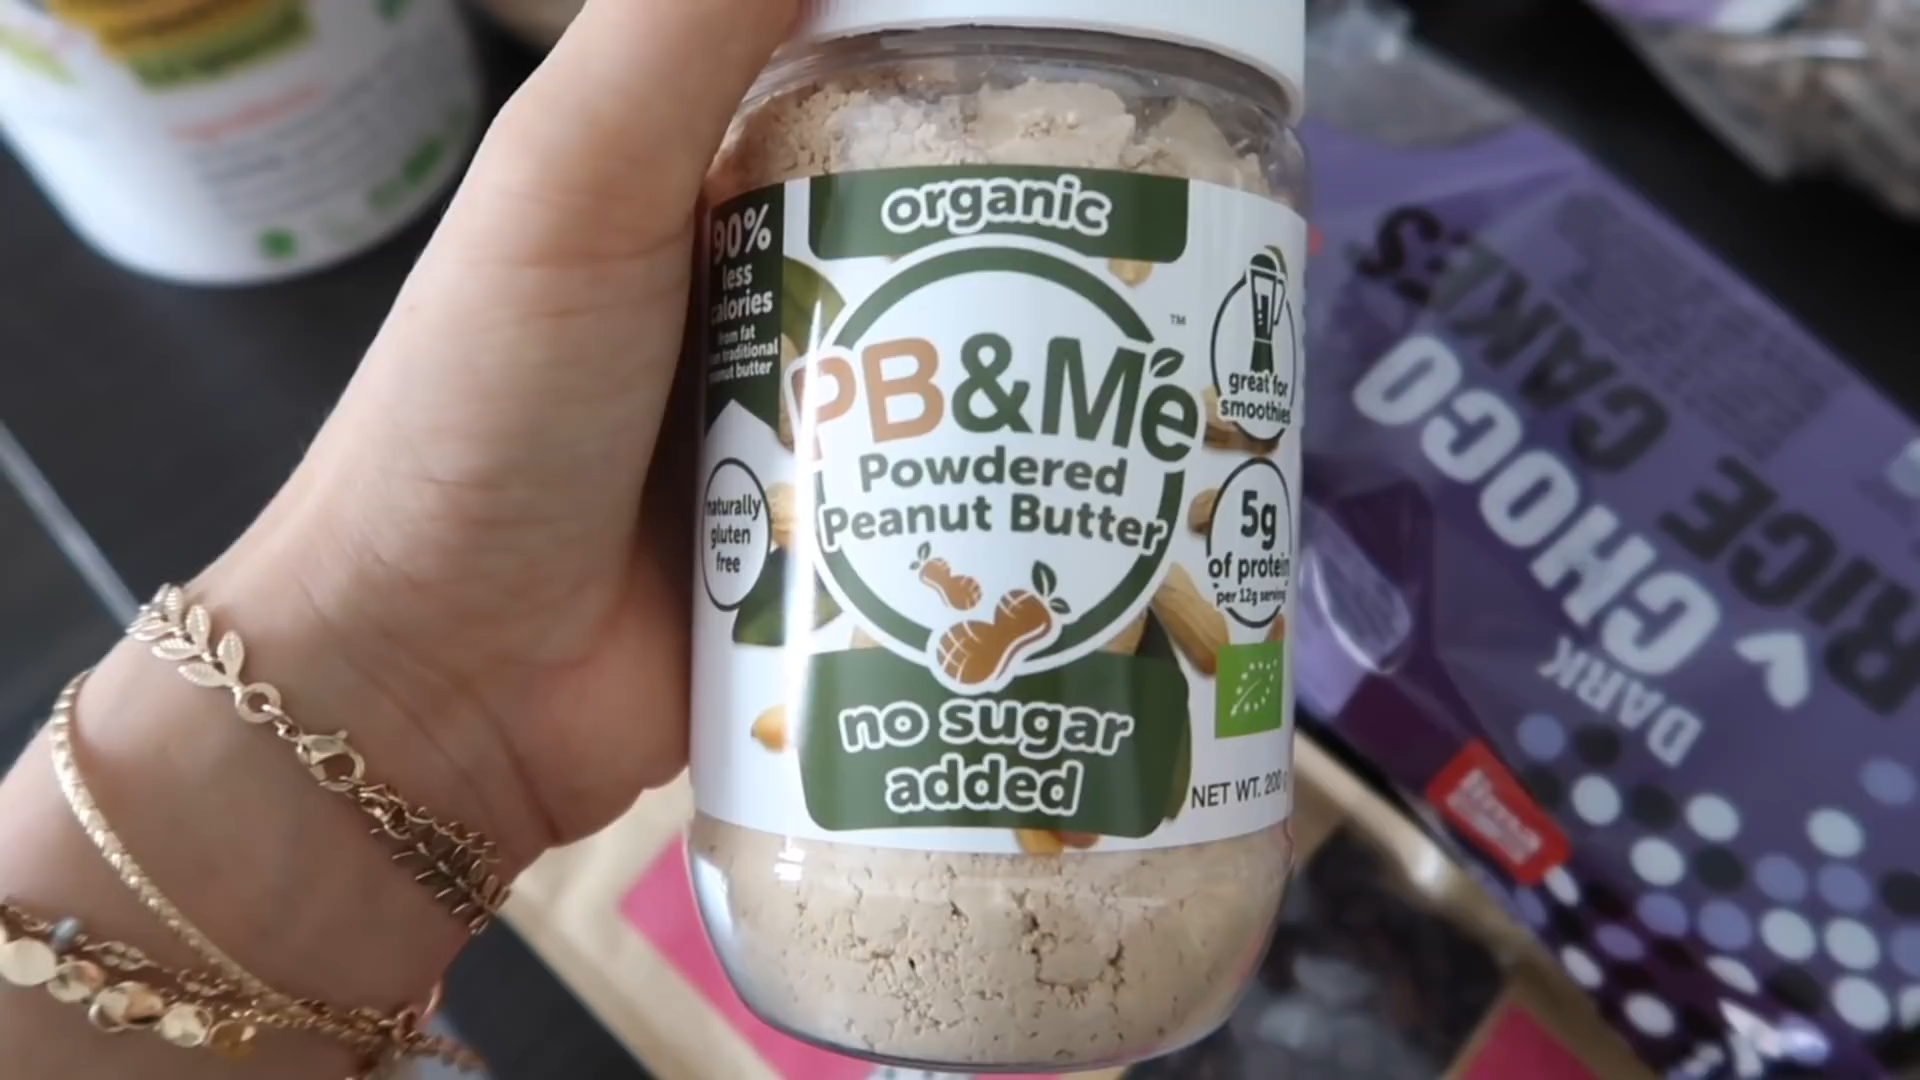 organic
90%
less
calories
from fat
traditional
butter
PB&Me
TM
Powdered
Peanut Butter
great for
smoothies
naturally
gluten
free
5g
of protein
per 12g serving
no sugar
added
NET WT. 200
DARK
CHOCO
RICE CAKES